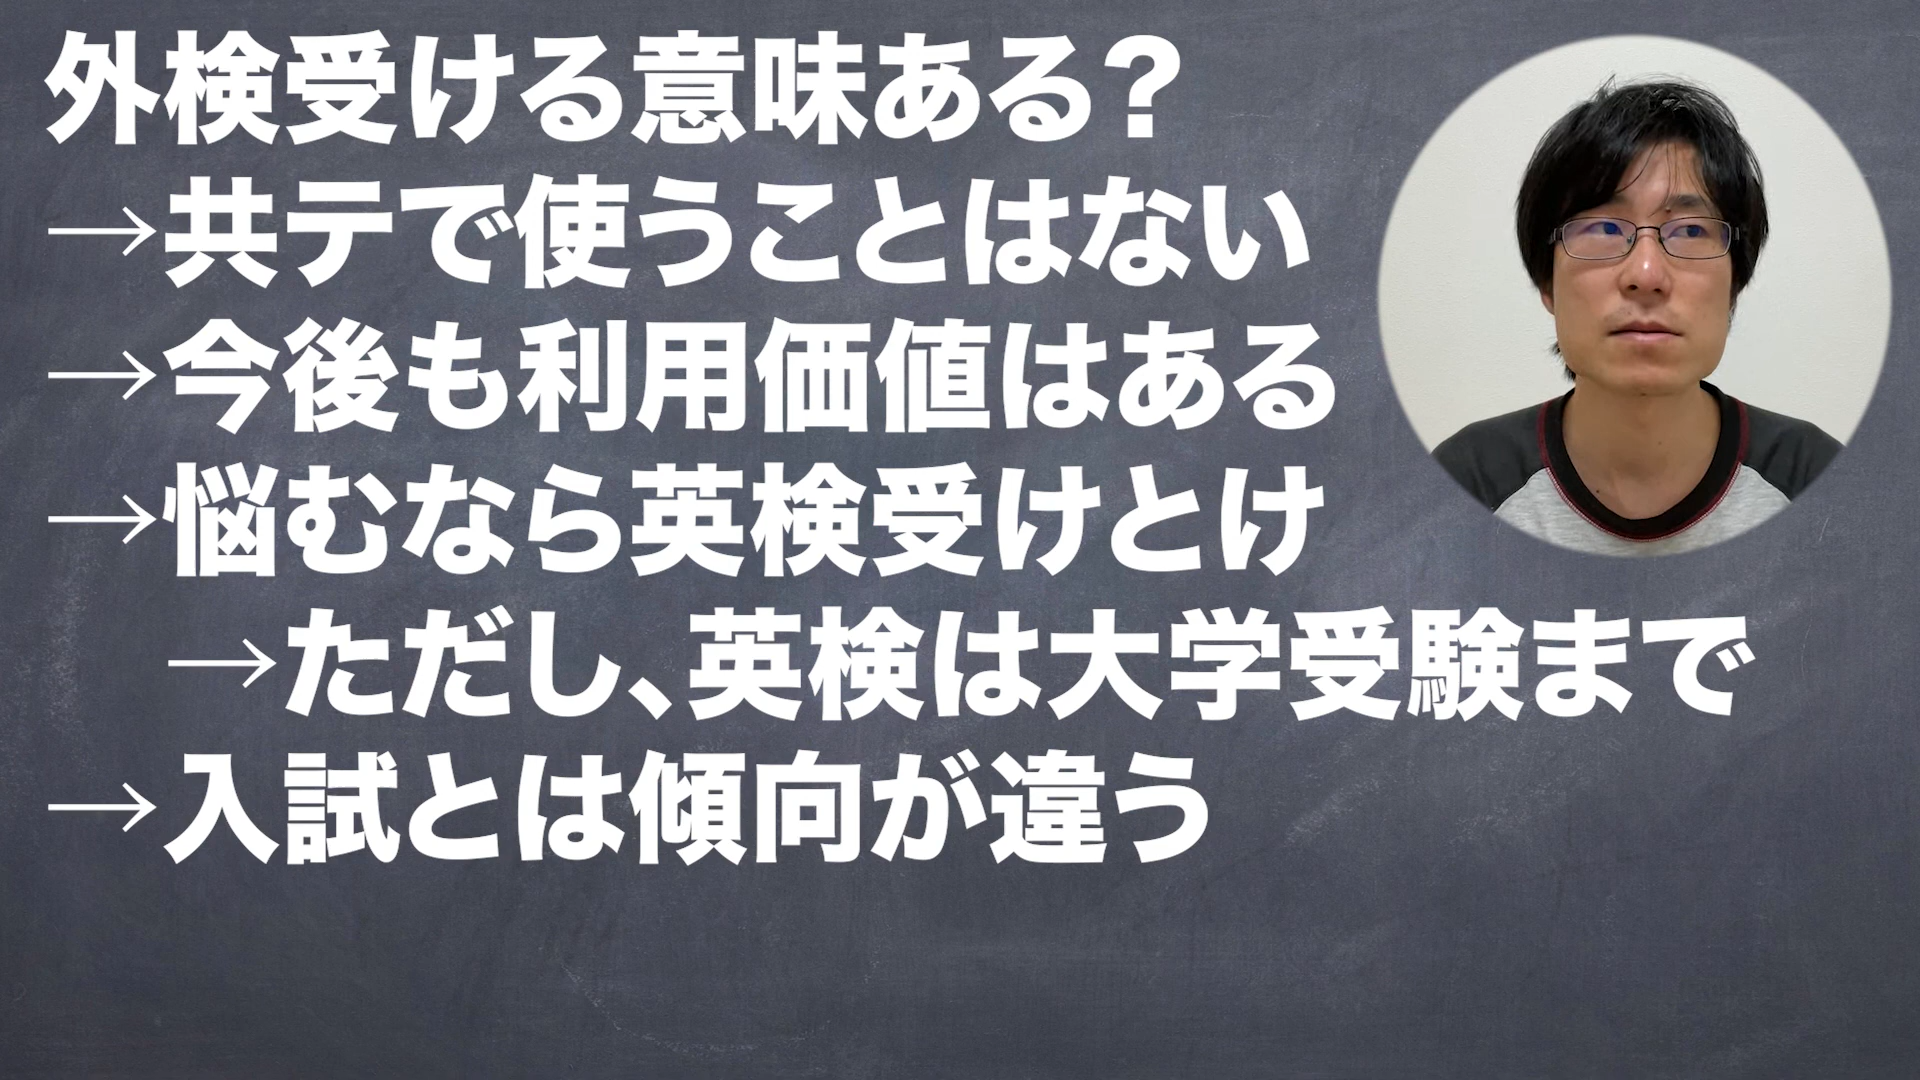 外検受ける意味ある？
→共テで使うことはない
→今後も利用価値はある
→悩むなら英検受けとけ
→ただし、英検は大学受験まで
→入試とは傾向が違う